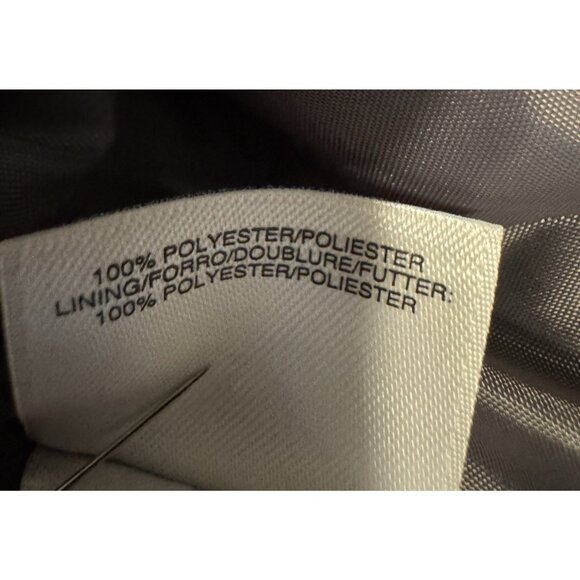 100% POLYESTER/POLIESTER
LINING/FORRO/DOUBLURE/FUTTER:
100% POLYESTER/POLIESTER